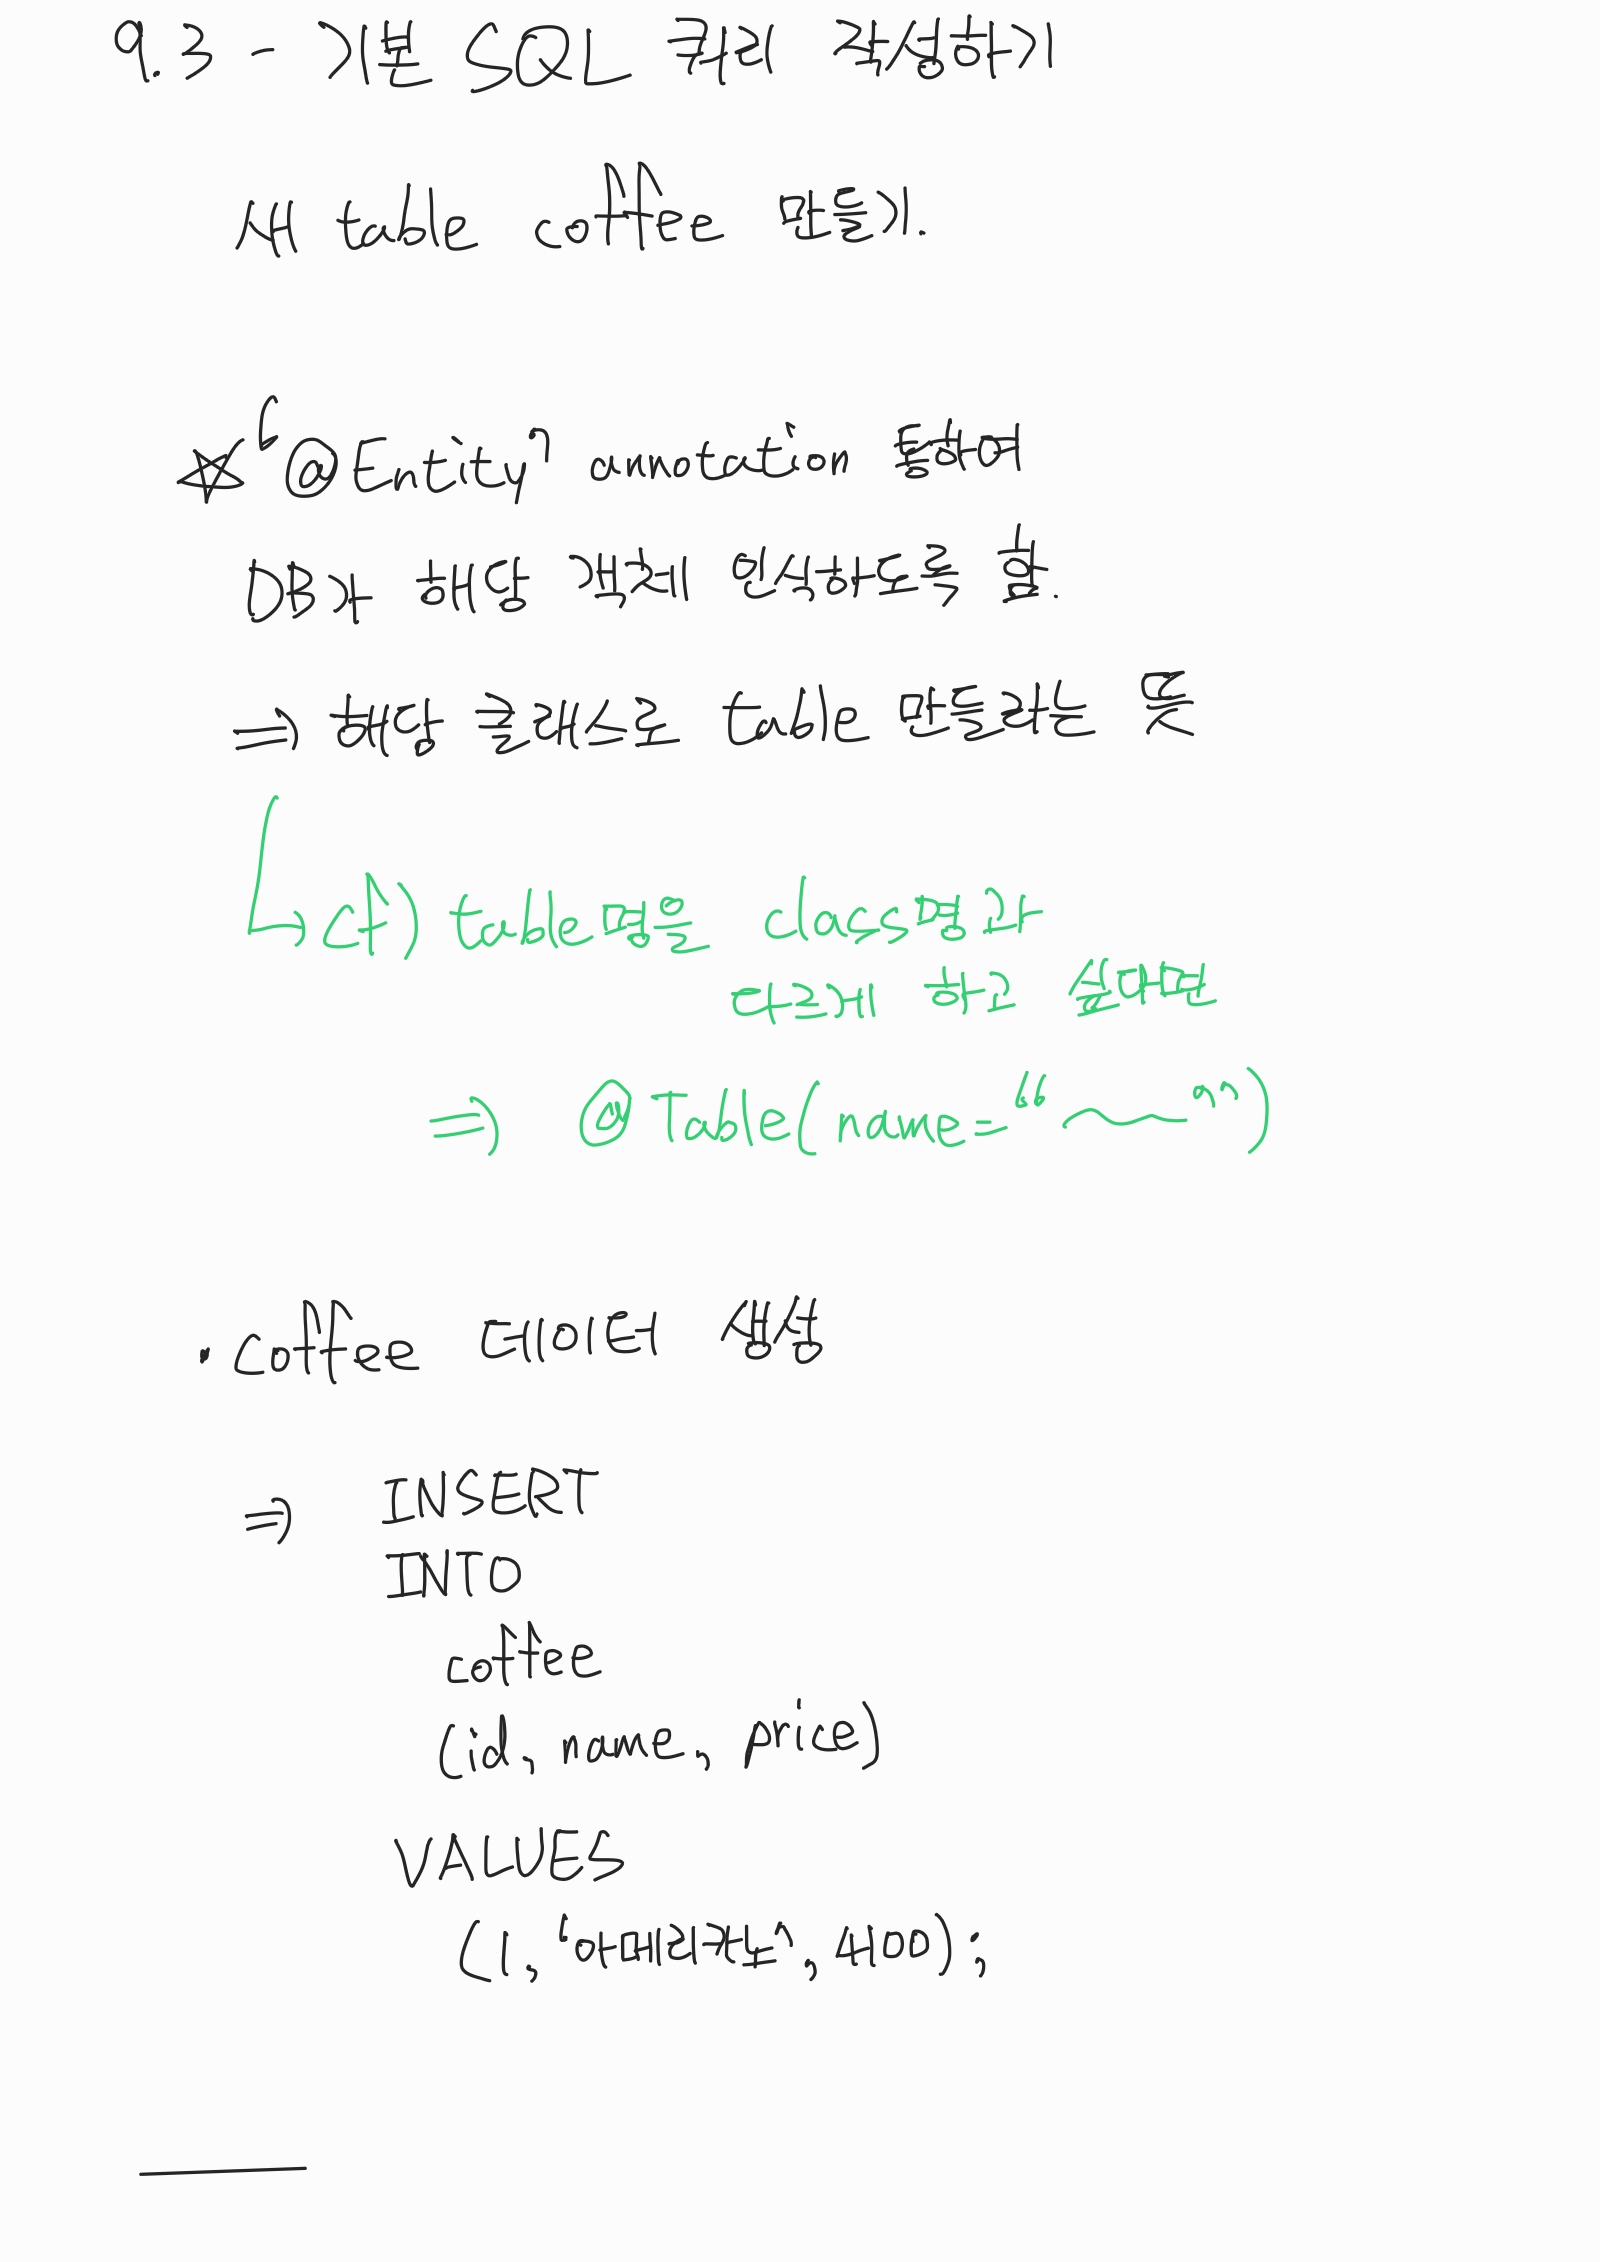 9.3 - 기본 SQL 쿼리 작성하기
새 table coffee 만들기.
☆ '@Entity' annotation 통하여
DB가 해당 객체 인식하도록 함.
⇒ 해당 클래스로 table 만들라는 뜻
↳ cf) table명을 class명과
다르게 하고 싶다면
⇒ @Table(name="~")
· coffee 데이터 생성
⇒ INSERT
INTO
coffee
(id, name, price)
VALUES
(1, '아메리카노', 4100);